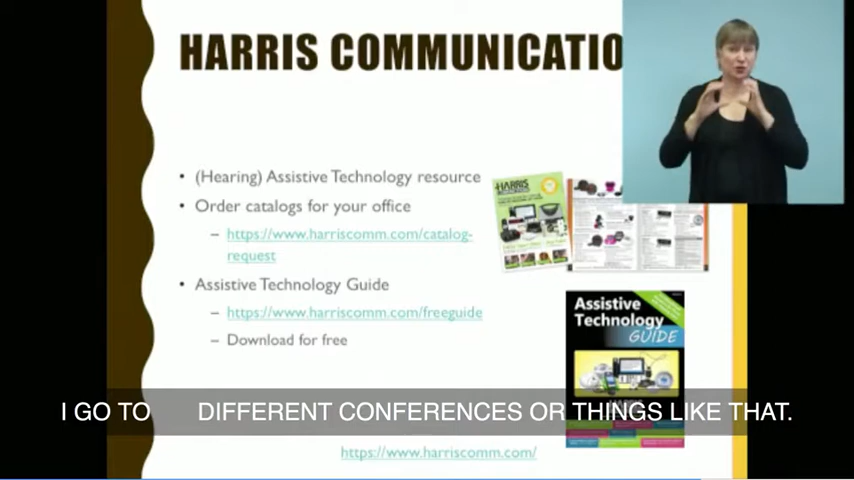 HARRIS COMMUNICATIO
• (Hearing) Assistive Technology resource
• Order catalogs for your office
– https://www.harriscomm.com/catalog-
request
• Assistive Technology Guide
– https://www.harriscomm.com/freeguide
– Download for free
HARRIS
Assistive
Technology
GUIDE
I GO TO DIFFERENT CONFERENCES OR THINGS LIKE THAT.
https://www.harriscomm.com/